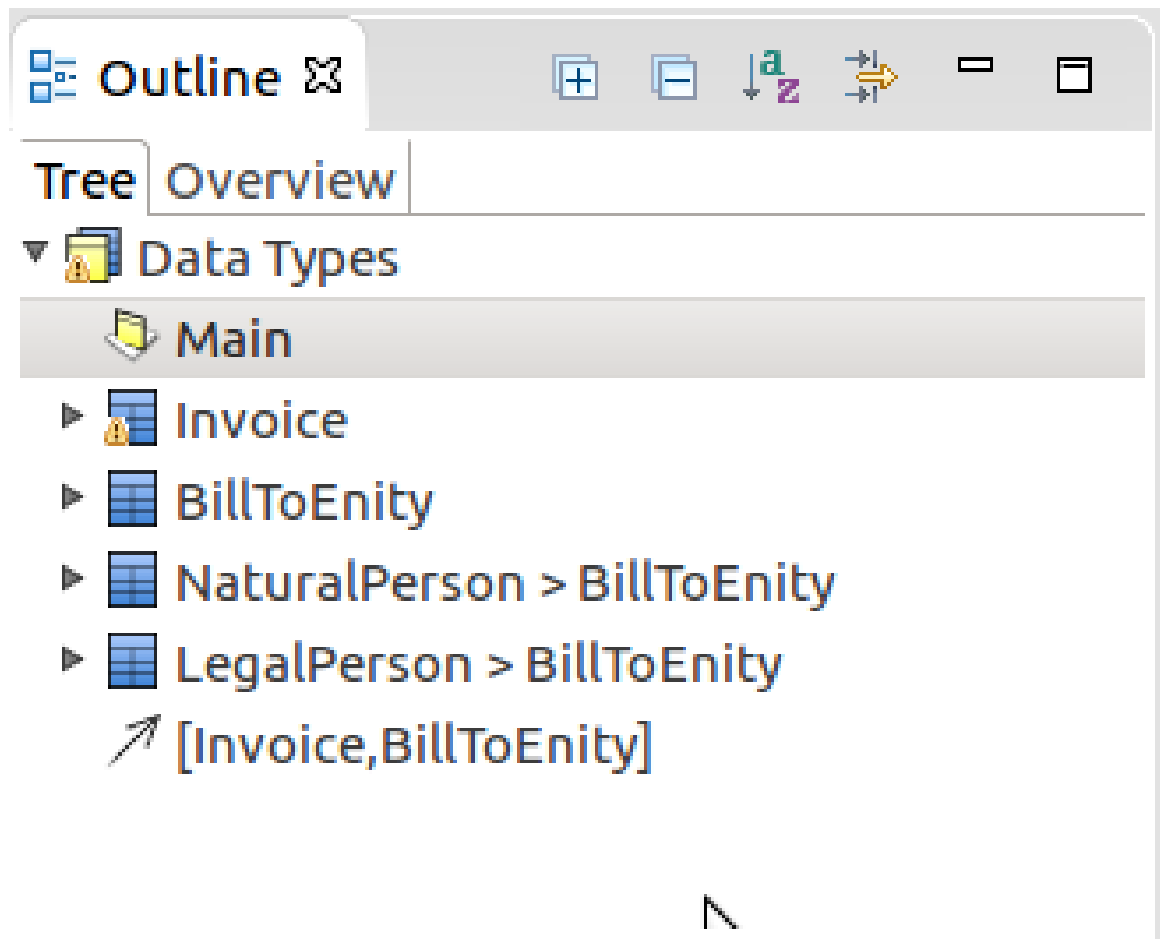 Outline
Tree Overview
Data Types
Main
Invoice
BillToEnity
NaturalPerson > BillToEnity
LegalPerson > BillToEnity
[Invoice,BillToEnity]